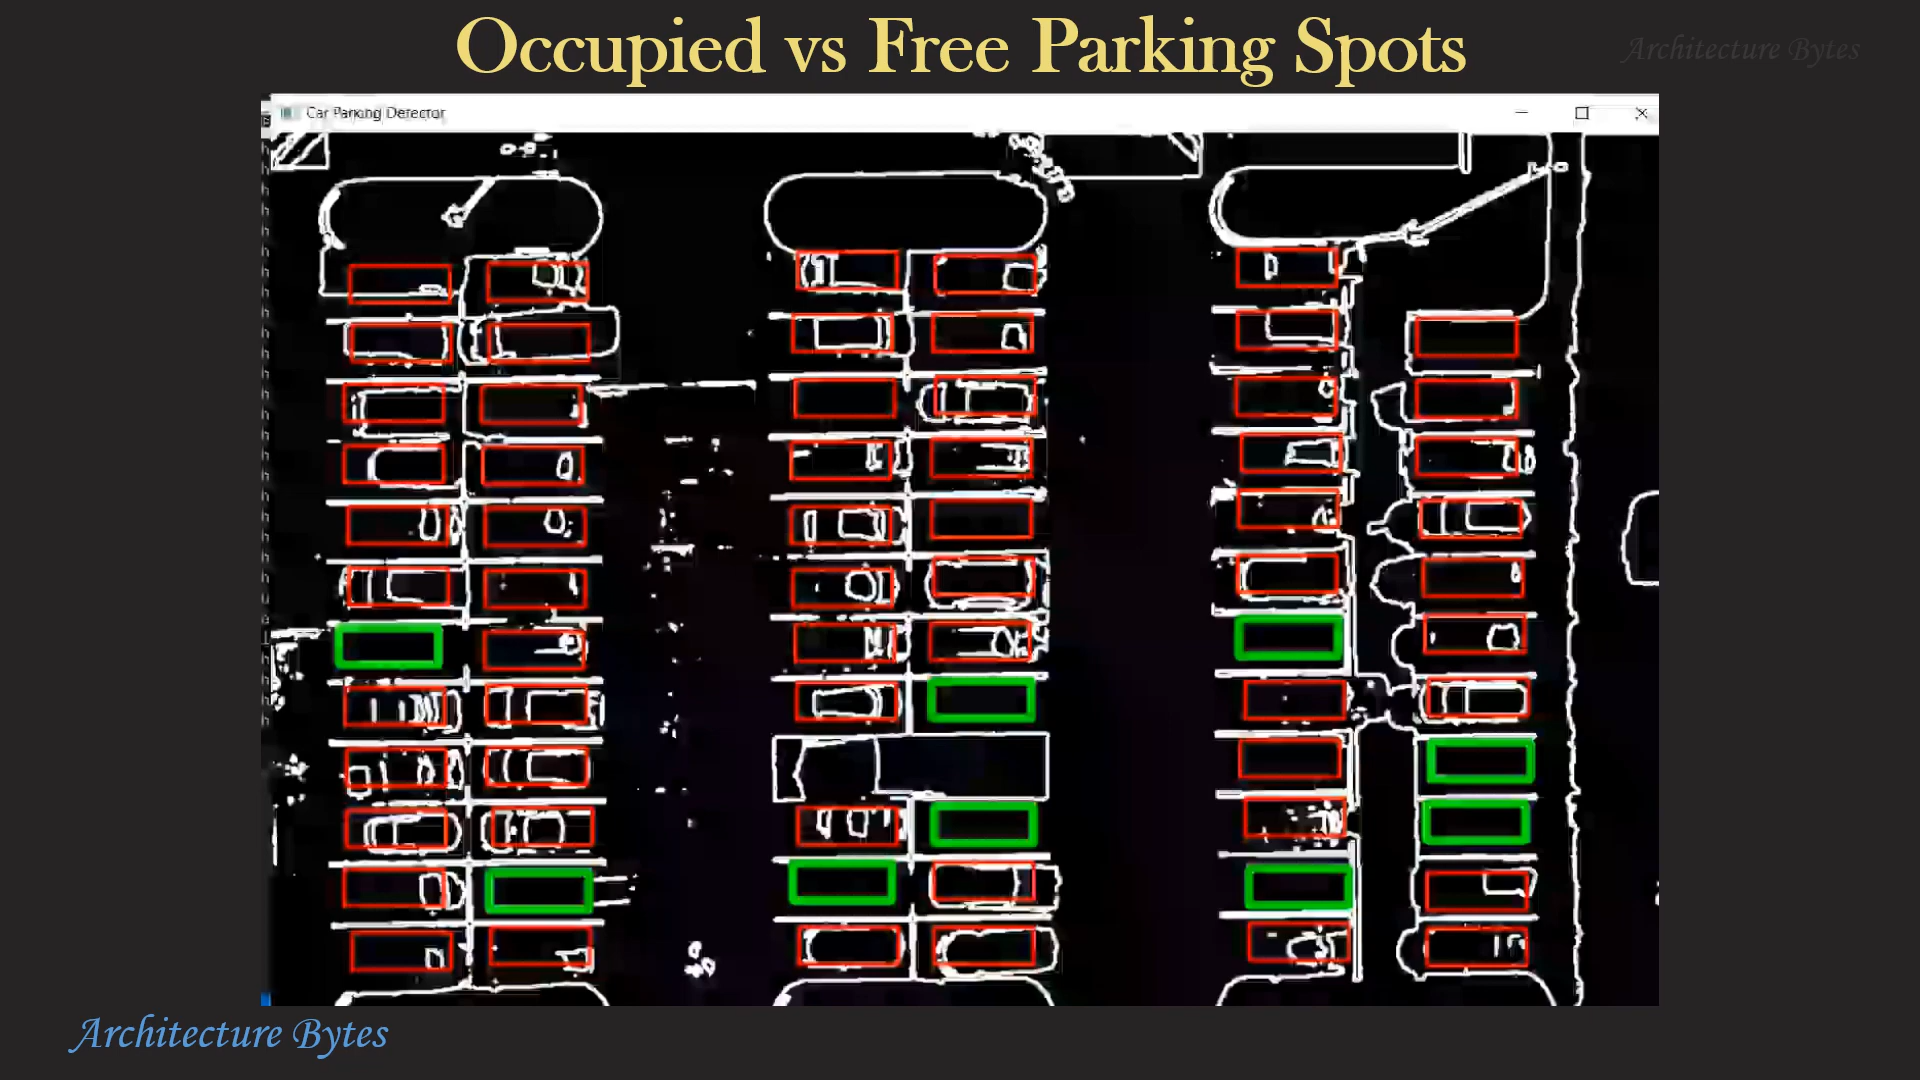 Occupied vs Free Parking Spots
Architecture Bytes
Car Parking Detector
Architecture Bytes